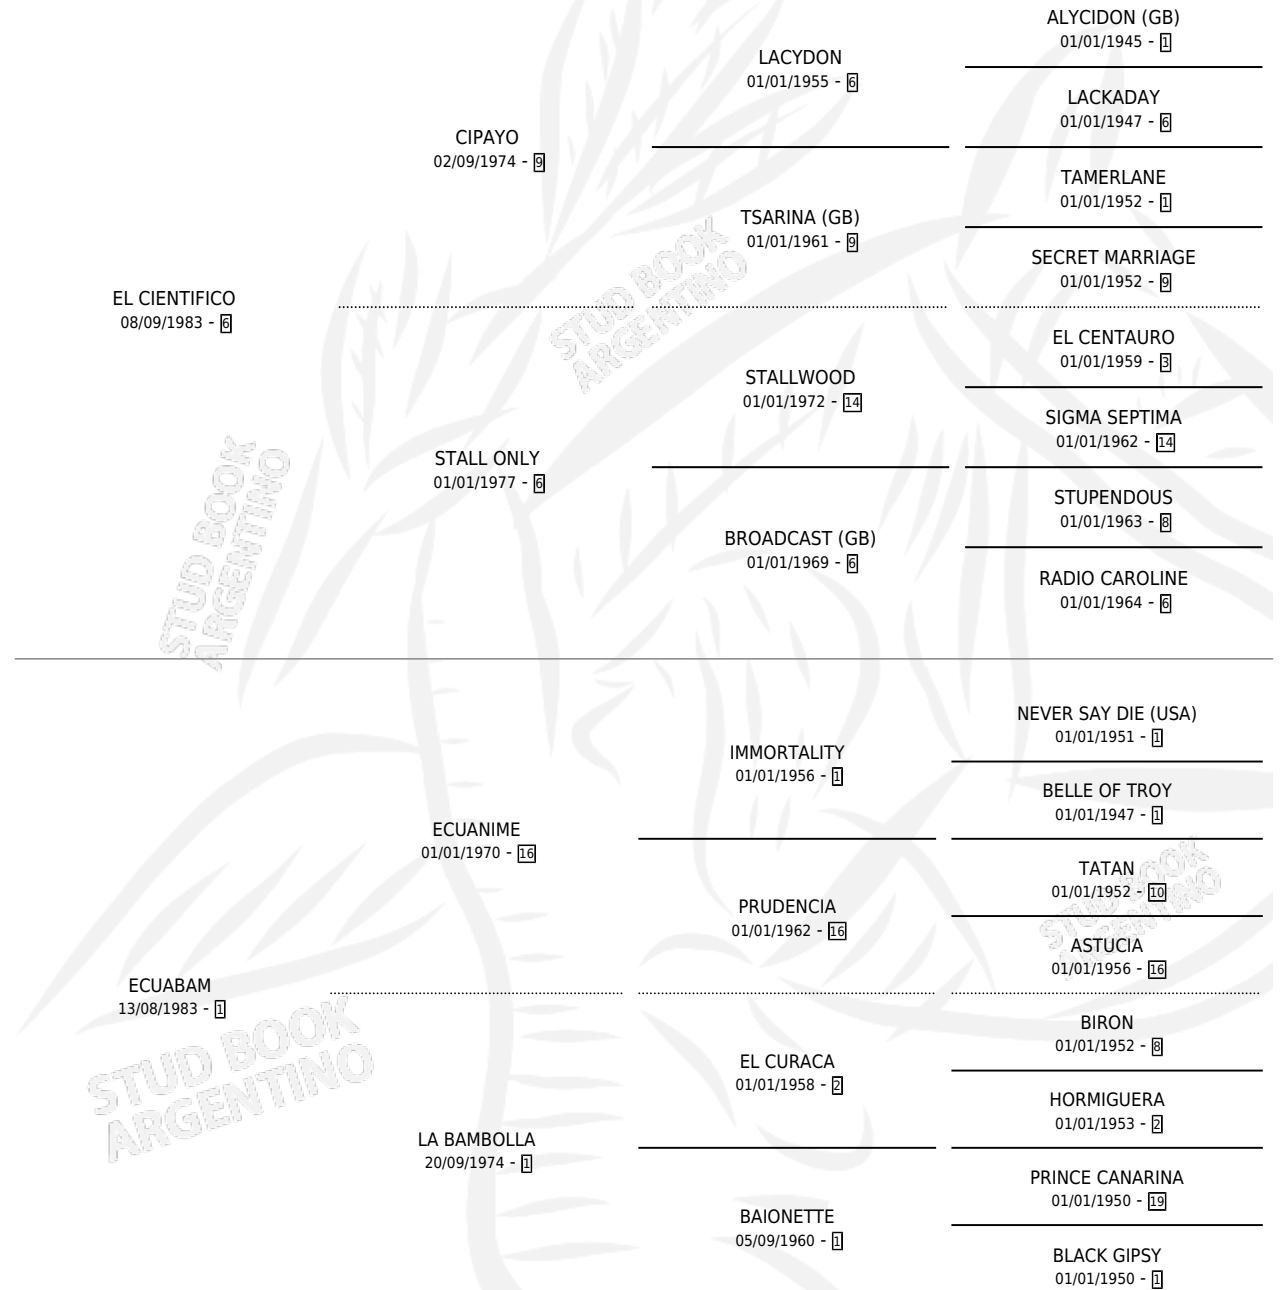 ALYCIDON (GB)
01/01/1945 - 1
LACYDON
01/01/1955 - 6
LACKADAY
01/01/1947 - 6
CIPAYO
02/09/1974 - 9
TAMERLANE
01/01/1952 - 1
TSARINA (GB)
01/01/1961 - 9
SECRET MARRIAGE
01/01/1952 - 9
EL CIENTIFICO
08/09/1983 - 6
EL CENTAURO
01/01/1959 - 3
STALLWOOD
01/01/1972 - 14
SIGMA SEPTIMA
01/01/1962 - 14
STALL ONLY
01/01/1977 - 6
STUPENDOUS
01/01/1963 - 8
BROADCAST (GB)
01/01/1969 - 6
RADIO CAROLINE
01/01/1964 - 6
STUD BOOK
ARGENTINO
STUD BOOK
ARGENTINO
NEVER SAY DIE (USA)
01/01/1951 - 1
IMMORTALITY
01/01/1956 - 1
BELLE OF TROY
01/01/1947 - 1
ECUANIME
01/01/1970 - 16
TATAN
01/01/1952 - 10
PRUDENCIA
01/01/1962 - 16
ASTUCIA
01/01/1956 - 16
STUD BOOK
ARGENTINO
ECUABAM
13/08/1983 - 1
BIRON
01/01/1952 - 8
EL CURACA
01/01/1958 - 2
HORMIGUERA
01/01/1953 - 2
LA BAMBOLLA
20/09/1974 - 1
PRINCE CANARINA
01/01/1950 - 19
BAIONETTE
05/09/1960 - 1
BLACK GIPSY
01/01/1950 - 1
STUD BOOK
ARGENTINO